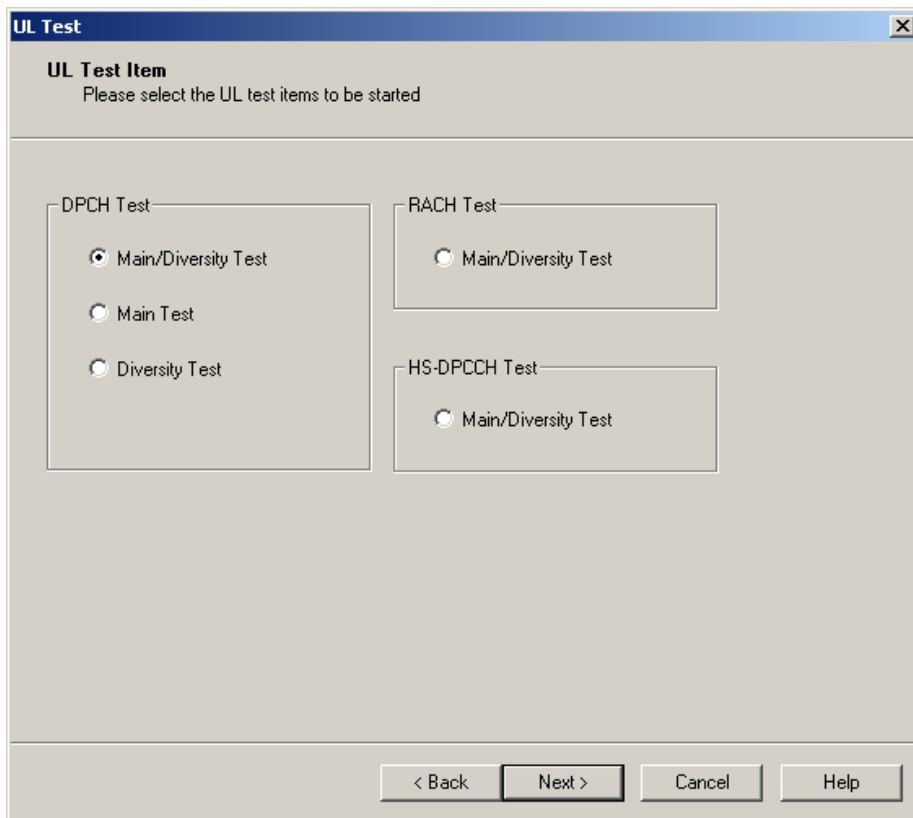 UL Test
UL Test Item
Please select the UL test items to be started
DPCH Test
Main/Diversity Test
Main Test
Diversity Test
RACH Test
Main/Diversity Test
HS-DPCCH Test
Main/Diversity Test
< Back
Next >
Cancel
Help